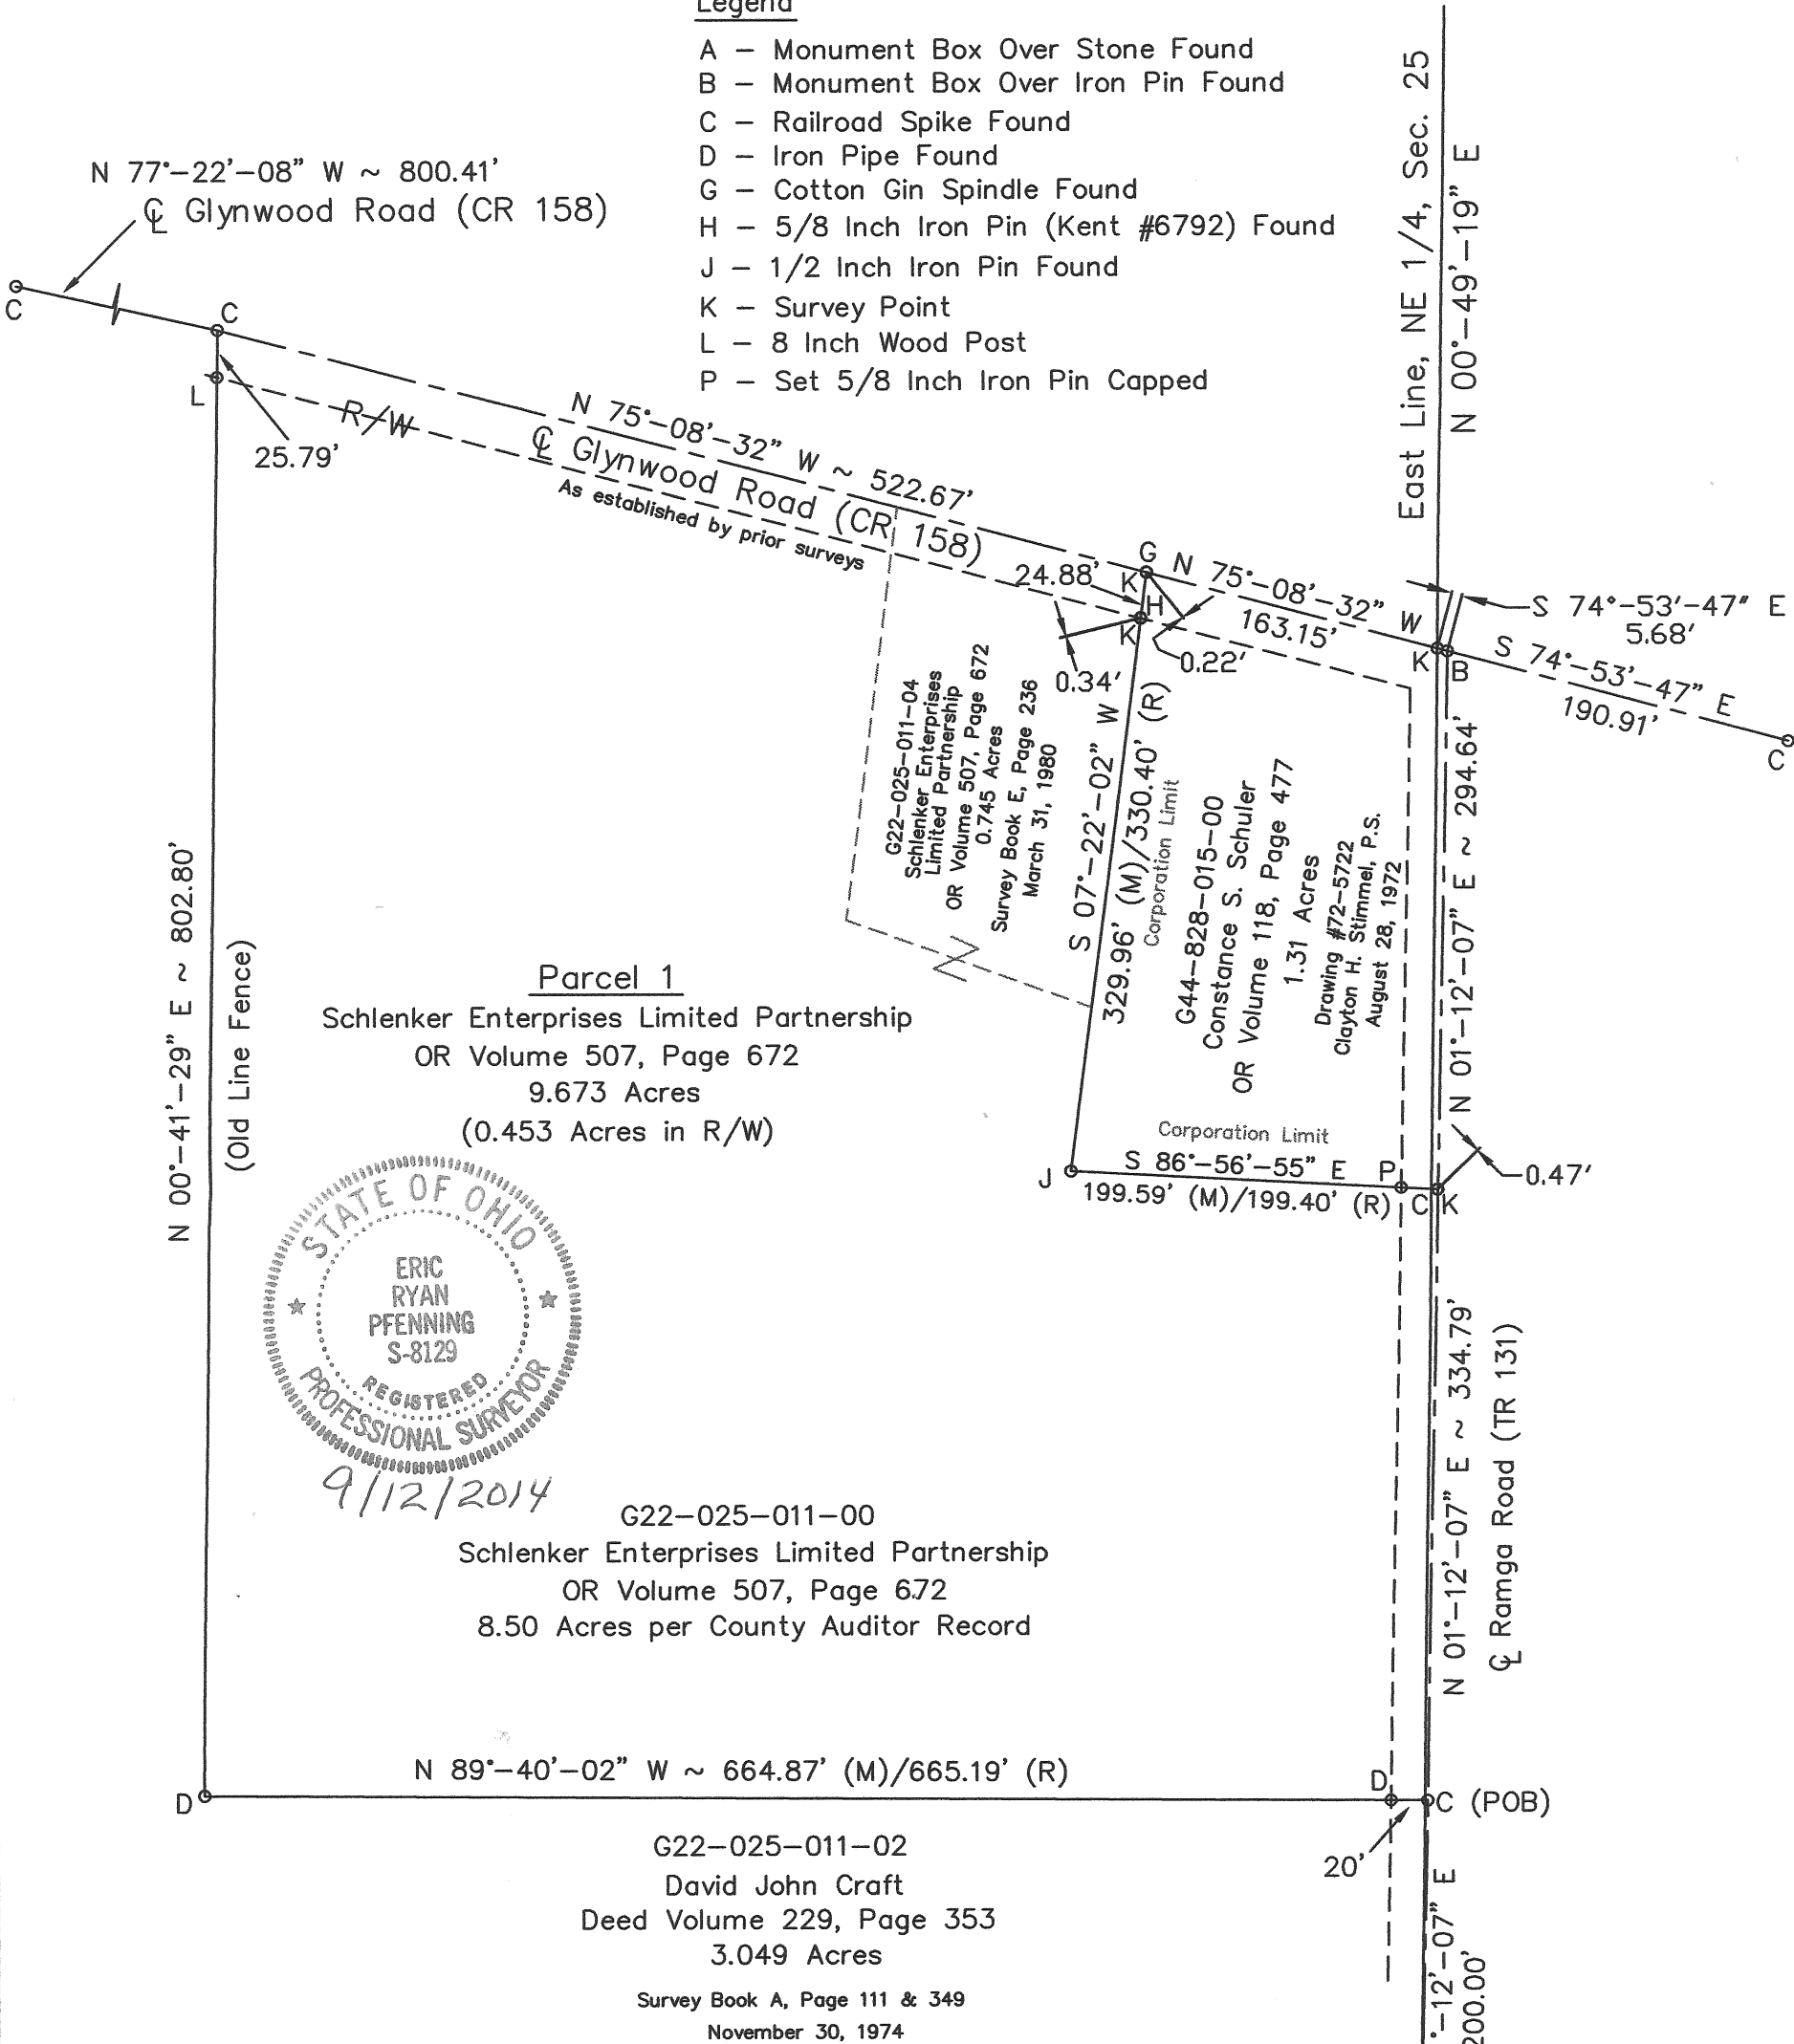 Legend
A – Monument Box Over Stone Found
B – Monument Box Over Iron Pin Found
C – Railroad Spike Found
D – Iron Pipe Found
G – Cotton Gin Spindle Found
H – 5/8 Inch Iron Pin (Kent #6792) Found
J – 1/2 Inch Iron Pin Found
K – Survey Point
L – 8 Inch Wood Post
P – Set 5/8 Inch Iron Pin Capped
N 77°–22'–08" W ~ 800.41'
℄ Glynwood Road (CR 158)
C
C
L
R/W
25.79'
N 75°–08'–32" W ~ 522.67'
℄ Glynwood Road (CR 158)
As established by prior surveys
East Line, NE 1/4, Sec. 25
N 00°–49'–19" E
G
K
H
K
24.88'
0.34'
0.22'
N 75°–08'–32" W
163.15'
K
B
S 74°–53'–47" E
5.68'
S 74°–53'–47" E
190.91'
C
G22–025–011–04
Schlenker Enterprises
Limited Partnership
OR Volume 507, Page 672
0.745 Acres
Survey Book E, Page 236
March 31, 1980
S 07°–22'–02" W
329.96' (M)/330.40' (R)
Corporation Limit
G44–828–015–00
Constance S. Schuler
OR Volume 118, Page 477
1.31 Acres
Drawing #72–5722
Clayton H. Stimmel, P.S.
August 28, 1972
N 01°–12'–07" E ~ 294.64'
N 00°–41'–29" E ~ 802.80'
(Old Line Fence)
Parcel 1
Schlenker Enterprises Limited Partnership
OR Volume 507, Page 672
9.673 Acres
(0.453 Acres in R/W)
Corporation Limit
J
S 86°–56'–55" E
P
199.59' (M)/199.40' (R)
C
K
0.47'
STATE OF OHIO
ERIC
RYAN
PFENNING
S-8129
REGISTERED
PROFESSIONAL SURVEYOR
9/12/2014
N 01°–12'–07" E ~ 334.79'
℄ Ramga Road (TR 131)
G22–025–011–00
Schlenker Enterprises Limited Partnership
OR Volume 507, Page 672
8.50 Acres per County Auditor Record
N 89°–40'–02" W ~ 664.87' (M)/665.19' (R)
D
D
C (POB)
20'
G22–025–011–02
David John Craft
Deed Volume 229, Page 353
3.049 Acres
Survey Book A, Page 111 & 349
November 30, 1974
°–12'–07" E
200.00'